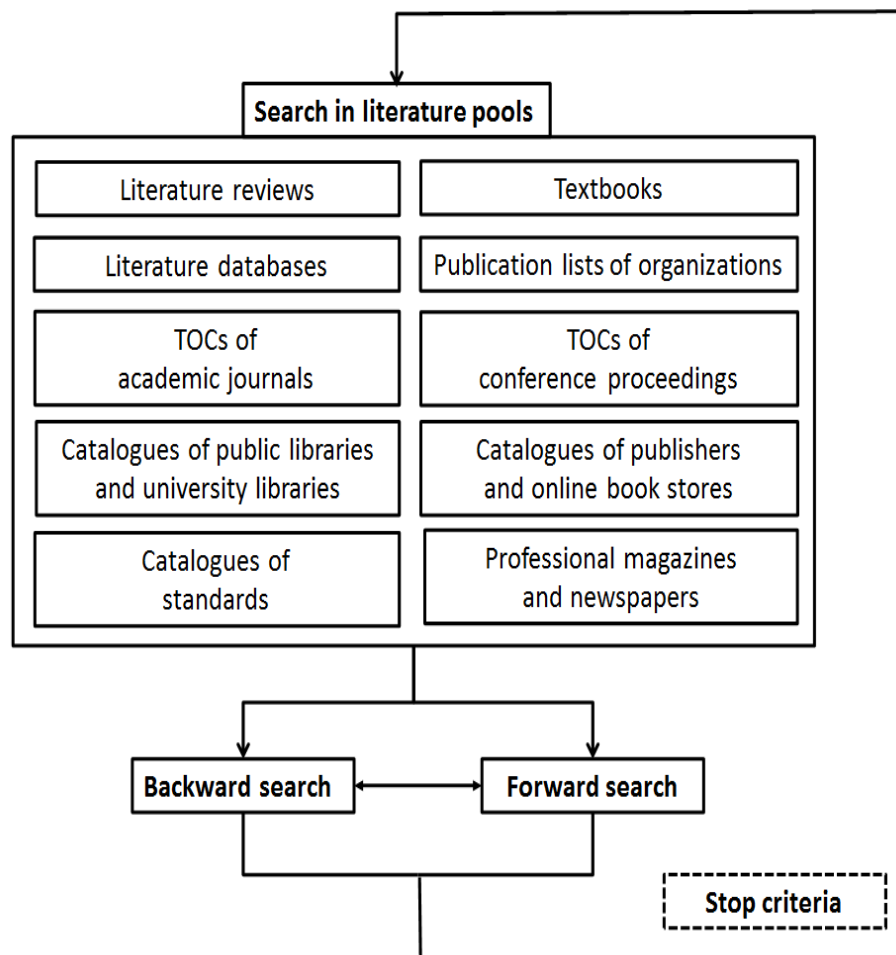 Search in literature pools
Literature reviews
Textbooks
Literature databases
Publication lists of organizations
TOCs of
academic journals
TOCs of
conference proceedings
Catalogues of public libraries
and university libraries
Catalogues of publishers
and online book stores
Catalogues of
standards
Professional magazines
and newspapers
Backward search
Forward search
Stop criteria